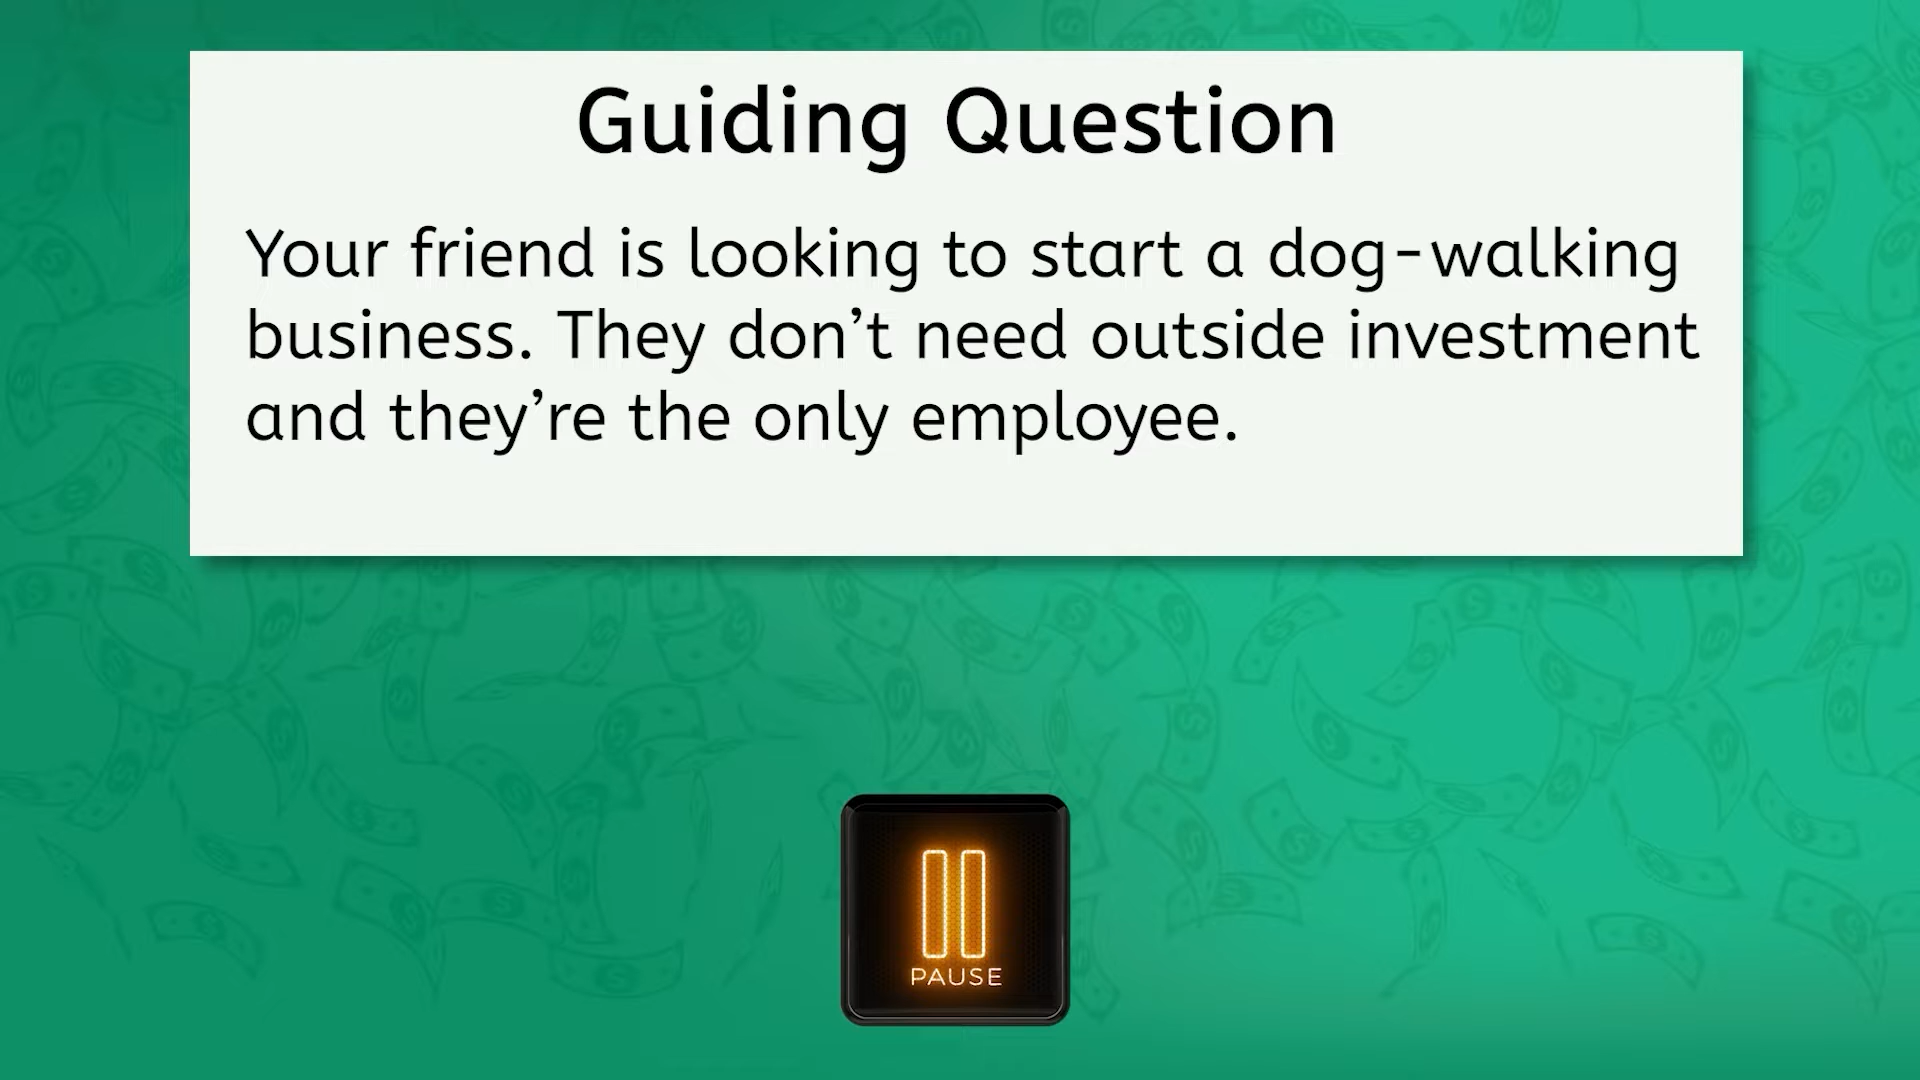 Guiding Question
Your friend is looking to start a dog-walking
business. They don’t need outside investment
and they’re the only employee.
PAUSE